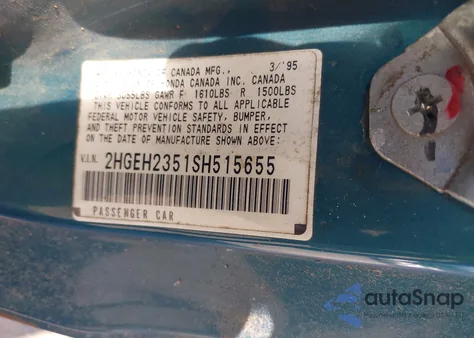 OF CANADA MFG., 3/'95
HONDA CANADA INC. CANADA
GAWR F 1610LBS R 1500LBS
THIS VEHICLE CONFORMS TO ALL APPLICABLE
FEDERAL MOTOR VEHICLE SAFETY, BUMPER,
AND THEFT PREVENTION STANDARDS IN EFFECT
ON THE DATE OF MANUFACTURE SHOWN ABOVE:
V.I.N. 2HGEH2351SH515655
PASSENGER CAR
autoSnap